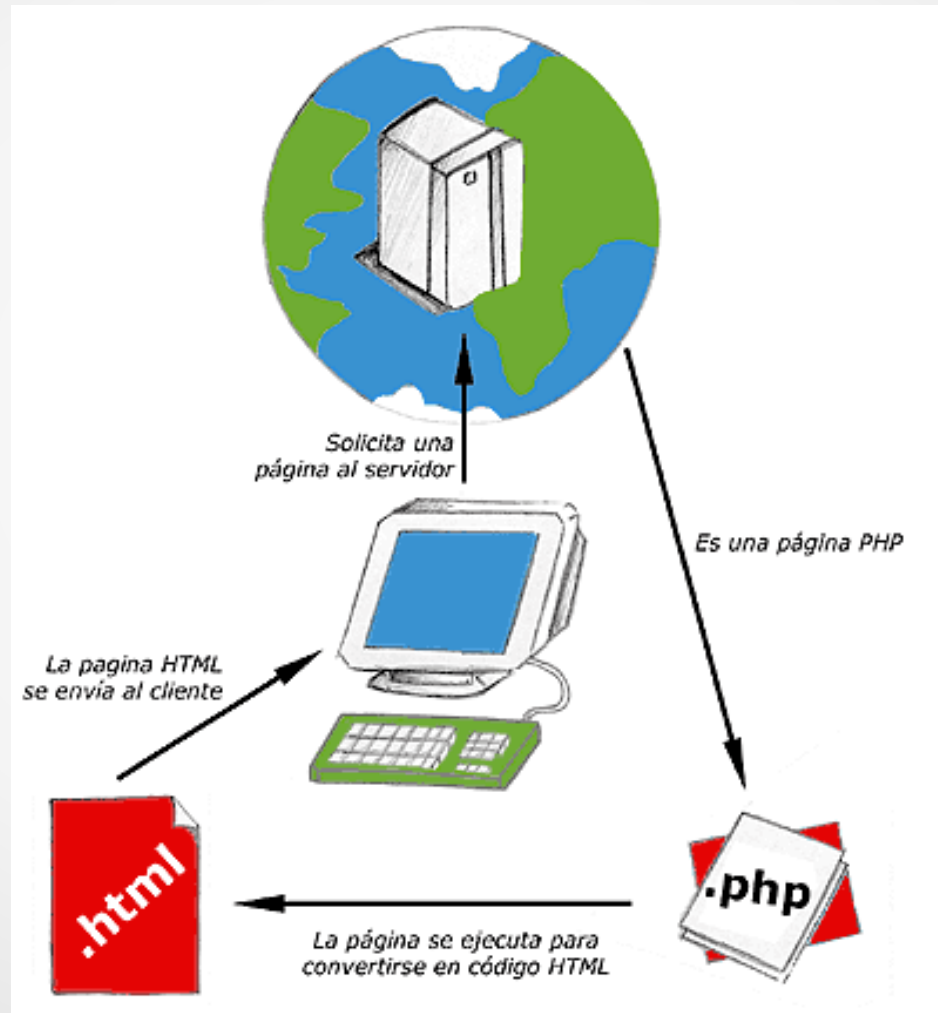 Solicita una
página al servidor
Es una página PHP
La pagina HTML
se envía al cliente
.html
.php
La página se ejecuta para
convertirse en código HTML